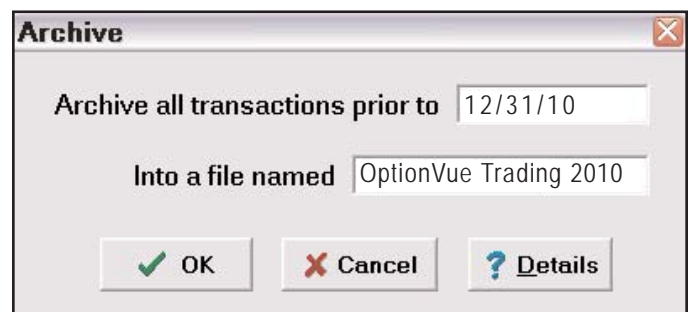 Archive
Archive all transactions prior to 12/31/10
Into a file named OptionVue Trading 2010
OK Cancel ? Details